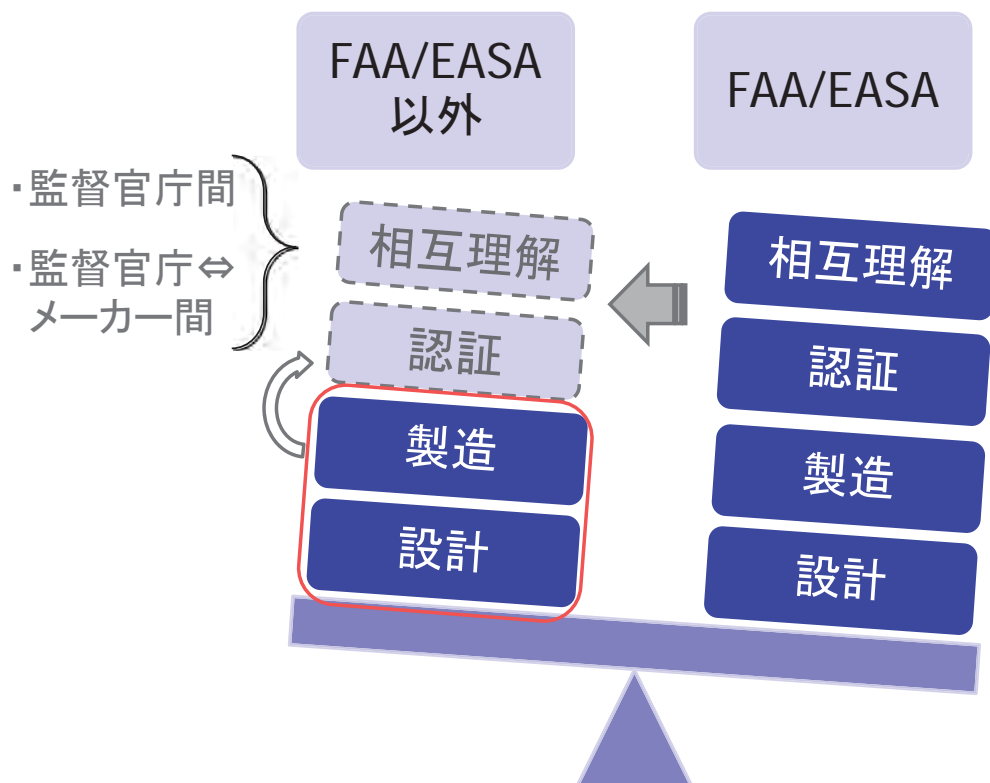 FAA/EASA
以外
FAA/EASA
・監督官庁間
・監督官庁⇔
メーカー間
相互理解
認証
製造
設計
相互理解
認証
製造
設計